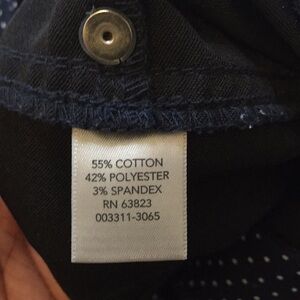 55% COTTON
42% POLYESTER
3% SPANDEX
RN 63823
003311-3065